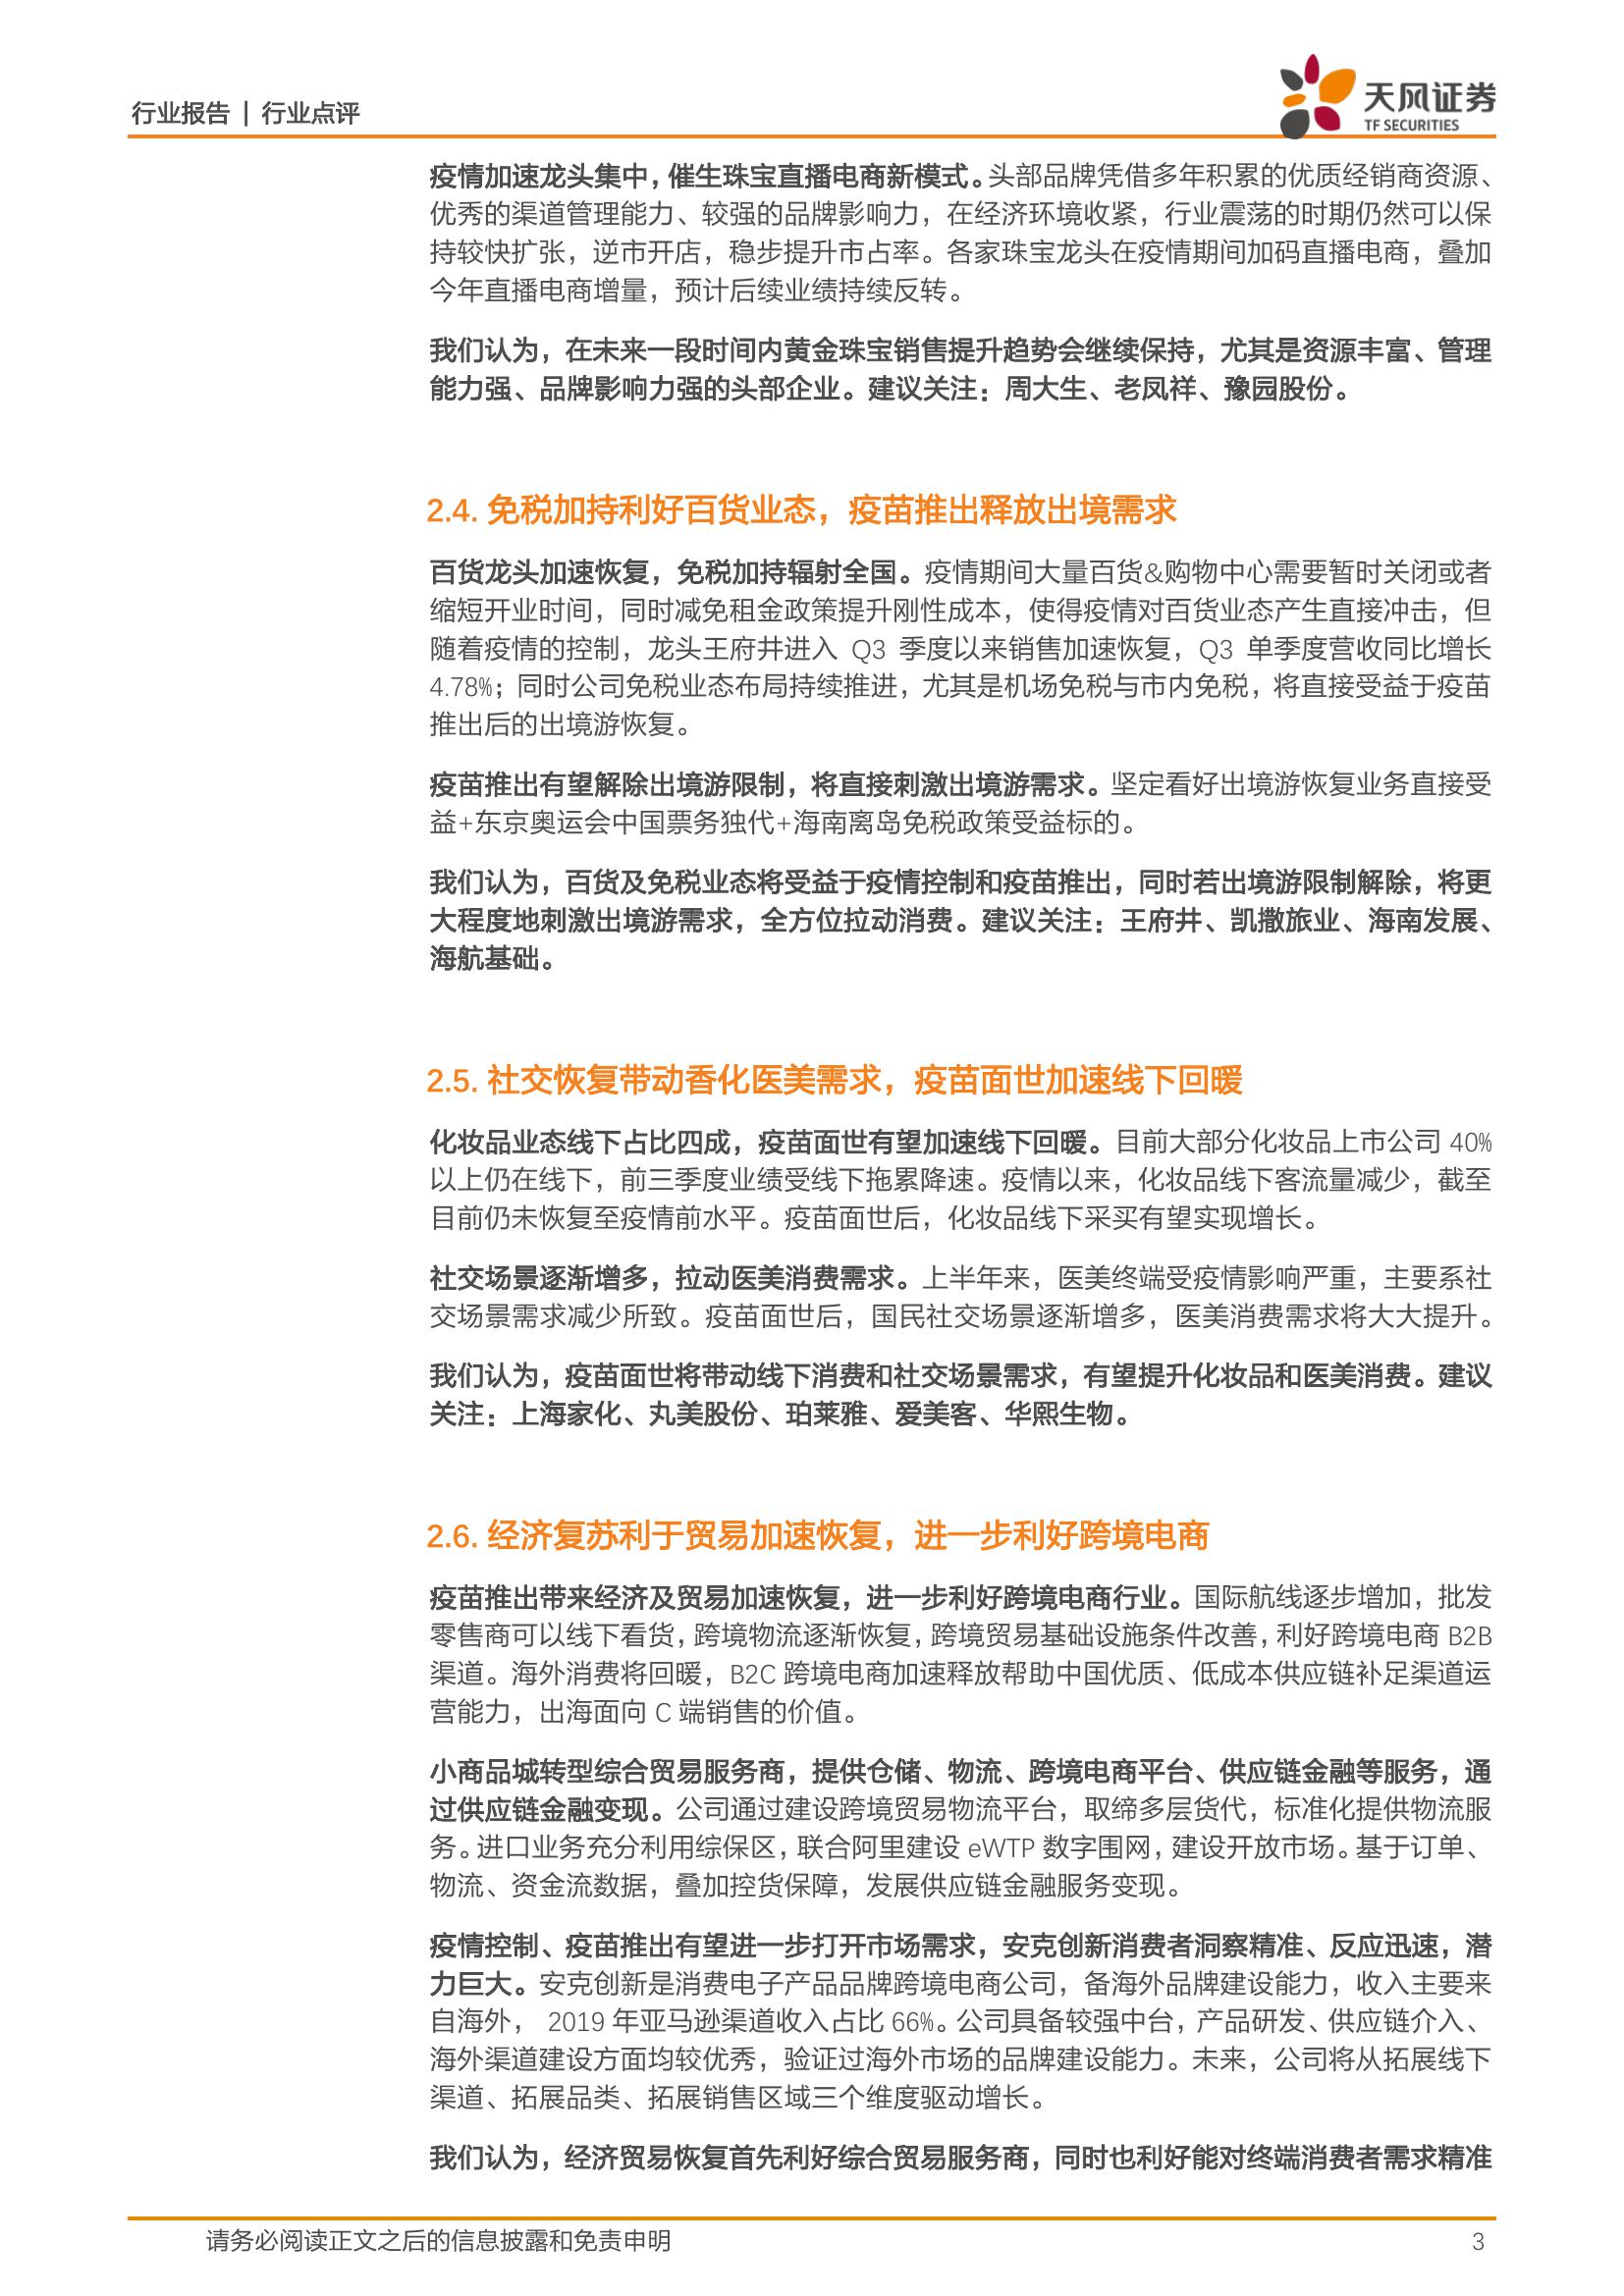 行业报告 | 行业点评
天风证券
TF SECURITIES
疫情加速龙头集中，催生珠宝直播电商新模式。头部品牌凭借多年积累的优质经销商资源、
优秀的渠道管理能力、较强的品牌影响力，在经济环境收紧，行业震荡的时期仍然可以保
持较快扩张，逆市开店，稳步提升市占率。各家珠宝龙头在疫情期间加码直播电商，叠加
今年直播电商增量，预计后续业绩持续反转。
我们认为，在未来一段时间内黄金珠宝销售提升趋势会继续保持，尤其是资源丰富、管理
能力强、品牌影响力强的头部企业。建议关注：周大生、老凤祥、豫园股份。
2.4. 免税加持利好百货业态，疫苗推出释放出境需求
百货龙头加速恢复，免税加持辐射全国。疫情期间大量百货&购物中心需要暂时关闭或者
缩短开业时间，同时减免租金政策提升刚性成本，使得疫情对百货业态产生直接冲击，但
随着疫情的控制，龙头王府井进入 Q3 季度以来销售加速恢复，Q3 单季度营收同比增长
4.78%；同时公司免税业态布局持续推进，尤其是机场免税与市内免税，将直接受益于疫苗
推出后的出境游恢复。
疫苗推出有望解除出境游限制，将直接刺激出境游需求。坚定看好出境游恢复业务直接受
益+东京奥运会中国票务独代+海南离岛免税政策受益标的。
我们认为，百货及免税业态将受益于疫情控制和疫苗推出，同时若出境游限制解除，将更
大程度地刺激出境游需求，全方位拉动消费。建议关注：王府井、凯撒旅业、海南发展、
海航基础。
2.5. 社交恢复带动香化医美需求，疫苗面世加速线下回暖
化妆品业态线下占比四成，疫苗面世有望加速线下回暖。目前大部分化妆品上市公司 40%
以上仍在线下，前三季度业绩受线下拖累降速。疫情以来，化妆品线下客流量减少，截至
目前仍未恢复至疫情前水平。疫苗面世后，化妆品线下采买有望实现增长。
社交场景逐渐增多，拉动医美消费需求。上半年来，医美终端受疫情影响严重，主要系社
交场景需求减少所致。疫苗面世后，国民社交场景逐渐增多，医美消费需求将大大提升。
我们认为，疫苗面世将带动线下消费和社交场景需求，有望提升化妆品和医美消费。建议
关注：上海家化、丸美股份、珀莱雅、爱美客、华熙生物。
2.6. 经济复苏利于贸易加速恢复，进一步利好跨境电商
疫苗推出带来经济及贸易加速恢复，进一步利好跨境电商行业。国际航线逐步增加，批发
零售商可以线下看货，跨境物流逐渐恢复，跨境贸易基础设施条件改善，利好跨境电商 B2B
渠道。海外消费将回暖，B2C 跨境电商加速释放帮助中国优质、低成本供应链补足渠道运
营能力，出海面向 C 端销售的价值。
小商品城转型综合贸易服务商，提供仓储、物流、跨境电商平台、供应链金融等服务，通
过供应链金融变现。公司通过建设跨境贸易物流平台，取缔多层货代，标准化提供物流服
务。进口业务充分利用综保区，联合阿里建设 eWTP 数字围网，建设开放市场。基于订单、
物流、资金流数据，叠加控货保障，发展供应链金融服务变现。
疫情控制、疫苗推出有望进一步打开市场需求，安克创新消费者洞察精准、反应迅速，潜
力巨大。安克创新是消费电子产品品牌跨境电商公司，备海外品牌建设能力，收入主要来
自海外， 2019 年亚马逊渠道收入占比 66%。公司具备较强中台，产品研发、供应链介入、
海外渠道建设方面均较优秀，验证过海外市场的品牌建设能力。未来，公司将从拓展线下
渠道、拓展品类、拓展销售区域三个维度驱动增长。
我们认为，经济贸易恢复首先利好综合贸易服务商，同时也利好能对终端消费者需求精准
请务必阅读正文之后的信息披露和免责申明
3